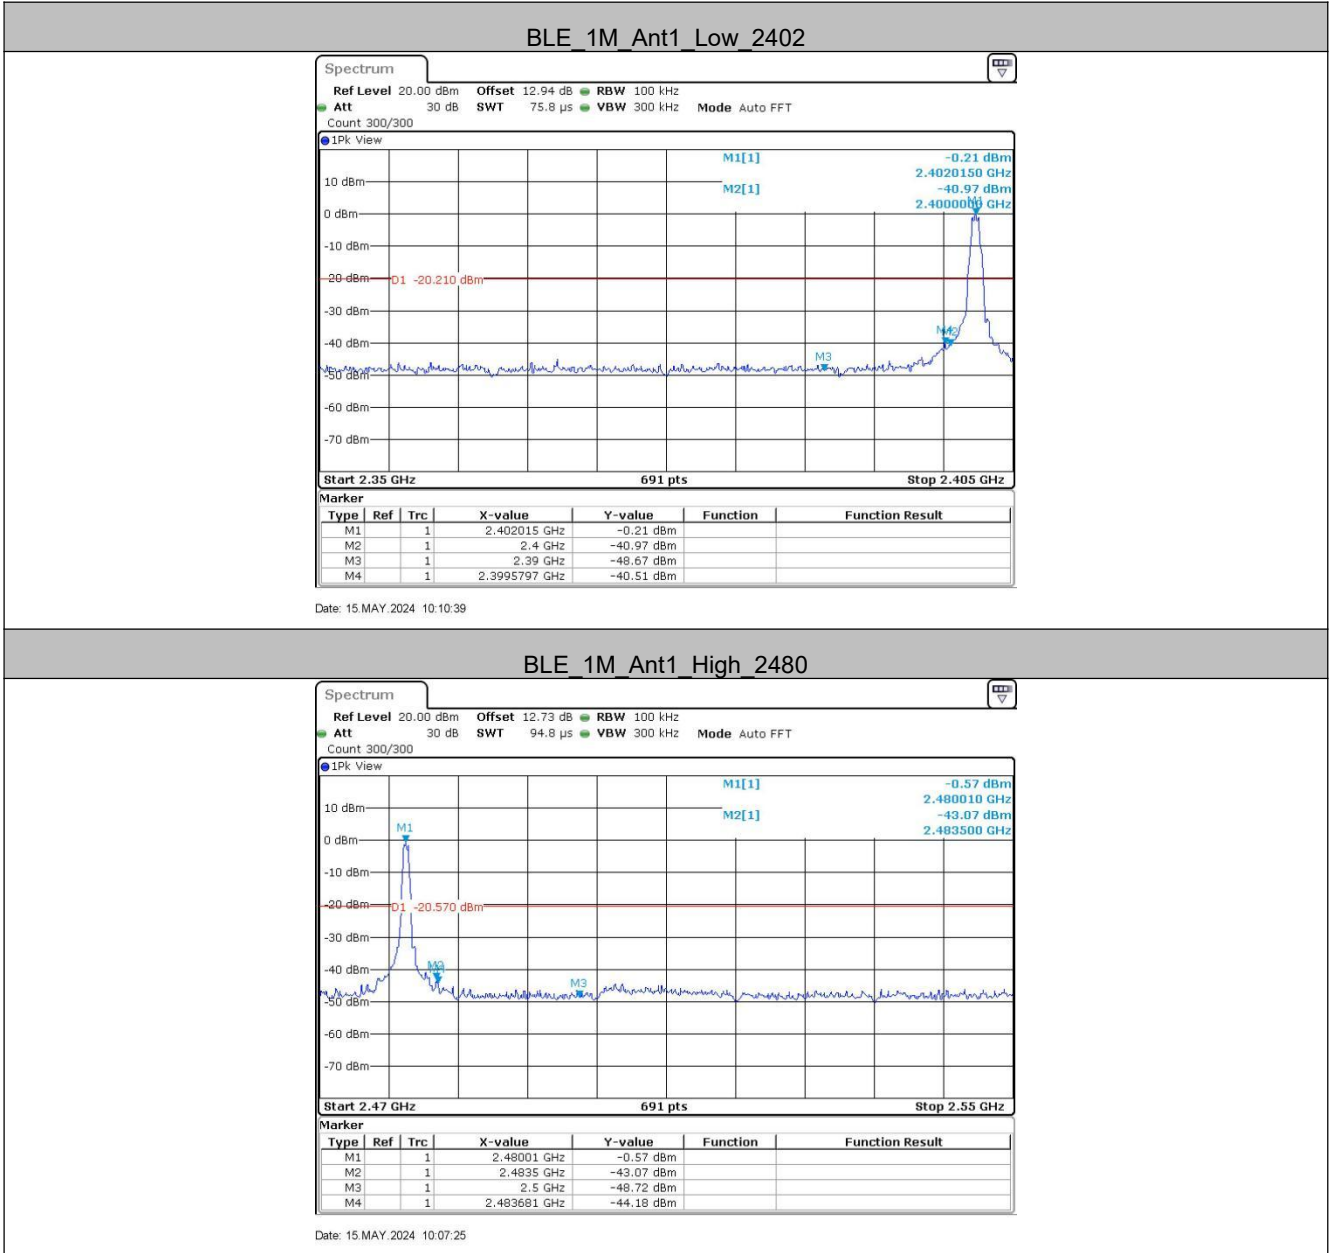 BLE_1M_Ant1_Low_2402
Spectrum
Ref Level 20.00 dBm Offset 12.94 dB RBW 100 kHz
Att 30 dB SWT 75.8 µs VBW 300 kHz Mode Auto FFT
Count 300/300
1Pk View
M1[1] -0.21 dBm
2.4020150 GHz
M2[1] -40.97 dBm
2.4000000 GHz
M1
10 dBm
0 dBm
-10 dBm
-20 dBm
D1 -20.210 dBm
-30 dBm
M4 M2
-40 dBm
M3
-50 dBm
-60 dBm
-70 dBm
Start 2.35 GHz 691 pts Stop 2.405 GHz
Marker
Type Ref Trc X-value Y-value Function Function Result
M1 1 2.402015 GHz -0.21 dBm
M2 1 2.4 GHz -40.97 dBm
M3 1 2.39 GHz -48.67 dBm
M4 1 2.3995797 GHz -40.51 dBm
Date: 15.MAY.2024 10:10:39
BLE_1M_Ant1_High_2480
Spectrum
Ref Level 20.00 dBm Offset 12.73 dB RBW 100 kHz
Att 30 dB SWT 94.8 µs VBW 300 kHz Mode Auto FFT
Count 300/300
1Pk View
M1[1] -0.57 dBm
2.480010 GHz
M2[1] -43.07 dBm
2.483500 GHz
10 dBm
M1
0 dBm
-10 dBm
-20 dBm
D1 -20.570 dBm
-30 dBm
-40 dBm
M2
M3
-50 dBm
-60 dBm
-70 dBm
Start 2.47 GHz 691 pts Stop 2.55 GHz
Marker
Type Ref Trc X-value Y-value Function Function Result
M1 1 2.48001 GHz -0.57 dBm
M2 1 2.4835 GHz -43.07 dBm
M3 1 2.5 GHz -48.72 dBm
M4 1 2.483681 GHz -44.18 dBm
Date: 15.MAY.2024 10:07:25